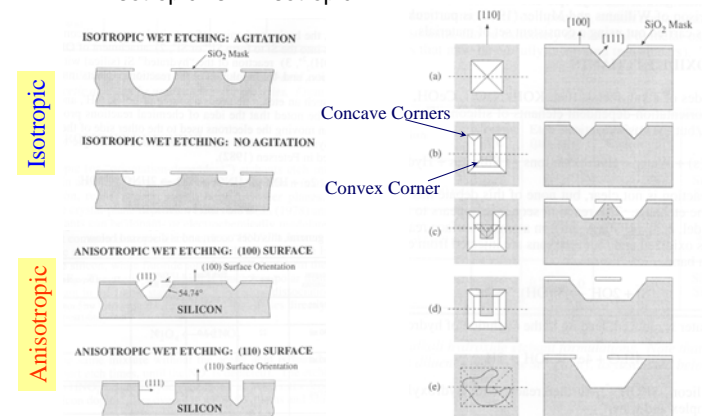 ISOTROPIC WET ETCHING: AGITATION
SiO2 Mask
Isotropic
ISOTROPIC WET ETCHING: NO AGITATION
ANISOTROPIC WET ETCHING: (100) SURFACE
(111)
(100) Surface Orientation
54.74°
SILICON
Anisotropic
ANISOTROPIC WET ETCHING: (110) SURFACE
(110) Surface Orientation
(111)
SILICON
Concave Corners
Convex Corner
[110]
[100]
[111]
SiO2 Mask
(a)
(b)
(c)
(d)
(e)